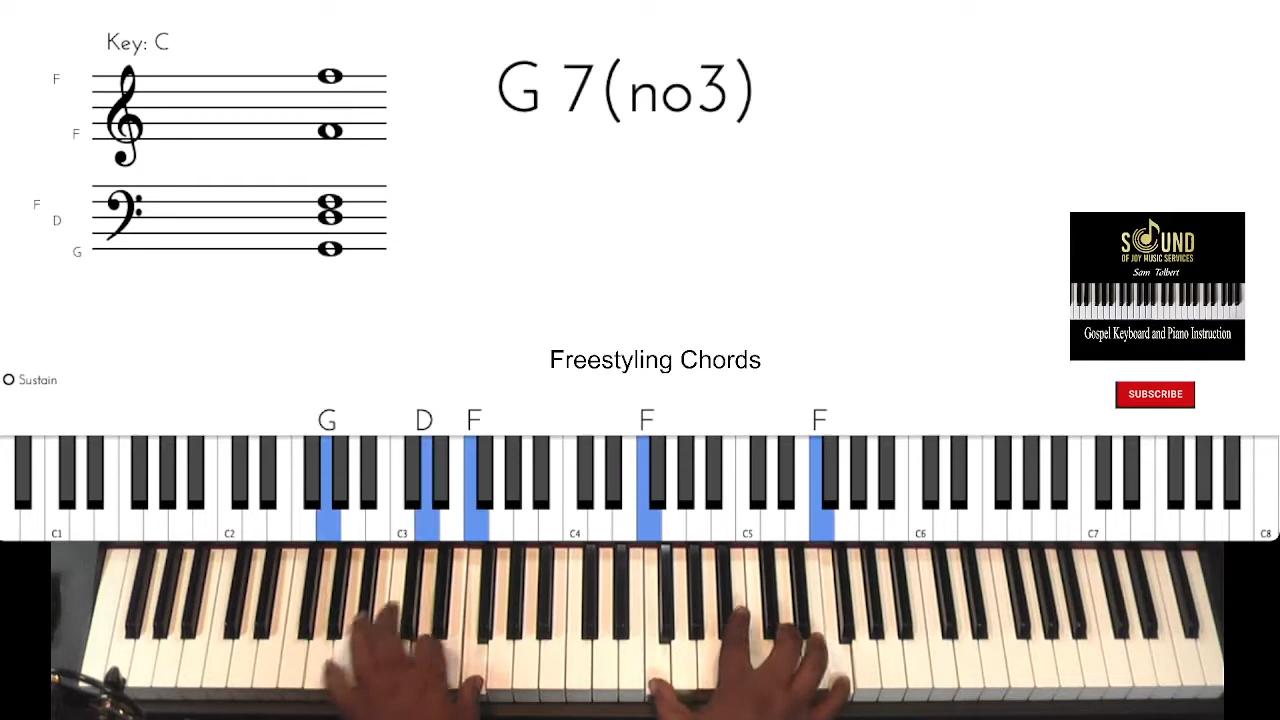 Key: C
G 7(no3)
F
F
F
D
G
SOUND
OF JOY MUSIC SERVICES
Sam Tolbert
Gospel Keyboard and Piano Instruction
Freestyling Chords
Sustain
SUBSCRIBE
G D F F F
C1 C2 C3 C4 C5 C6 C7 C8